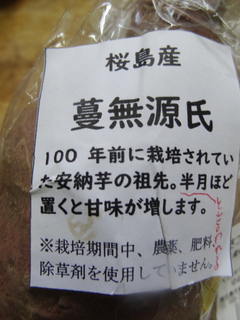 桜島産
蔓無源氏
100 年前に栽培されてい
た安納芋の祖先。半月ほど
置くと甘味が増します。
※栽培期間中、農薬、肥料、
除草剤を使用していません。